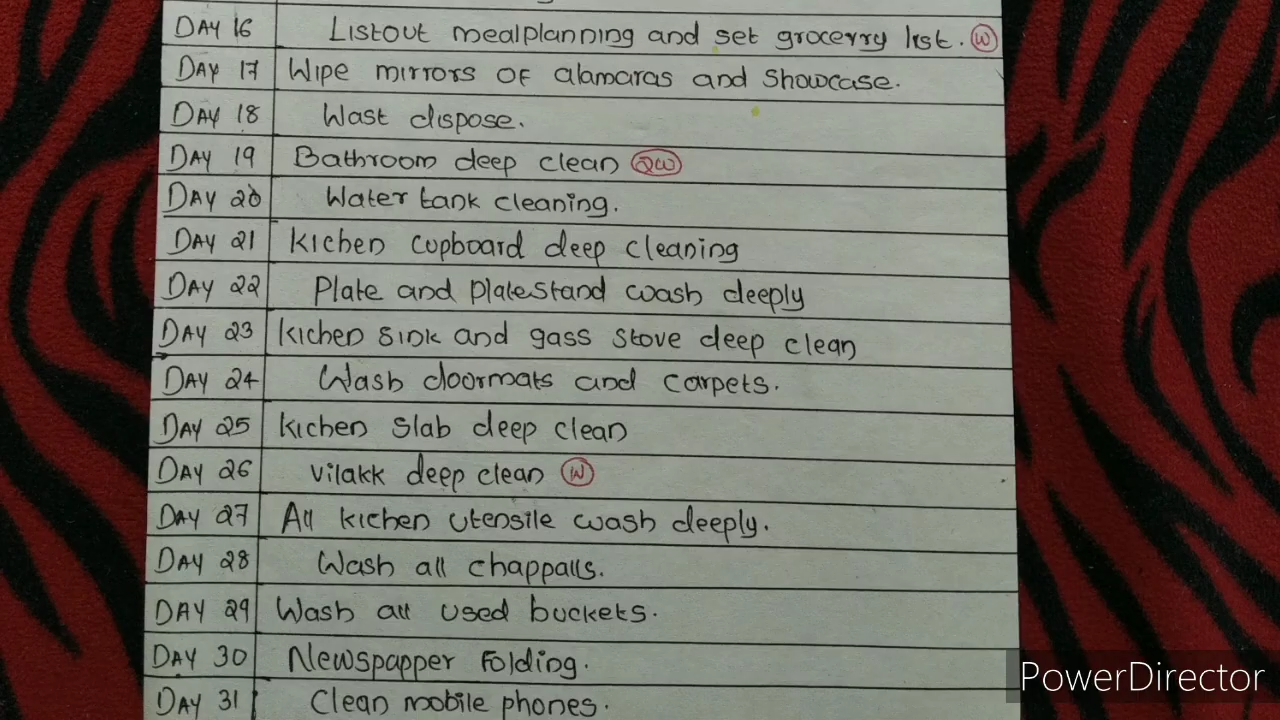 DAY 16 Listout mealplanning and set grocerry list. W
DAY 17 Wipe mirrors of alamaras and showcase.
DAY 18 Wast dispose.
DAY 19 Bathroom deep clean 2W
DAY 20 Water tank cleaning.
DAY 21 Kichen cupboard deep cleaning
DAY 22 Plate and platestand wash deeply
DAY 23 Kichen sink and gass stove deep clean
DAY 24 Wash doormats and carpets.
DAY 25 Kichen slab deep clean
DAY 26 Vilakk deep clean W
DAY 27 All kichen utensile wash deeply.
DAY 28 Wash all chappalls.
DAY 29 Wash all used buckets.
DAY 30 Newspapper Folding.
DAY 31 Clean mobile phones.
PowerDirector